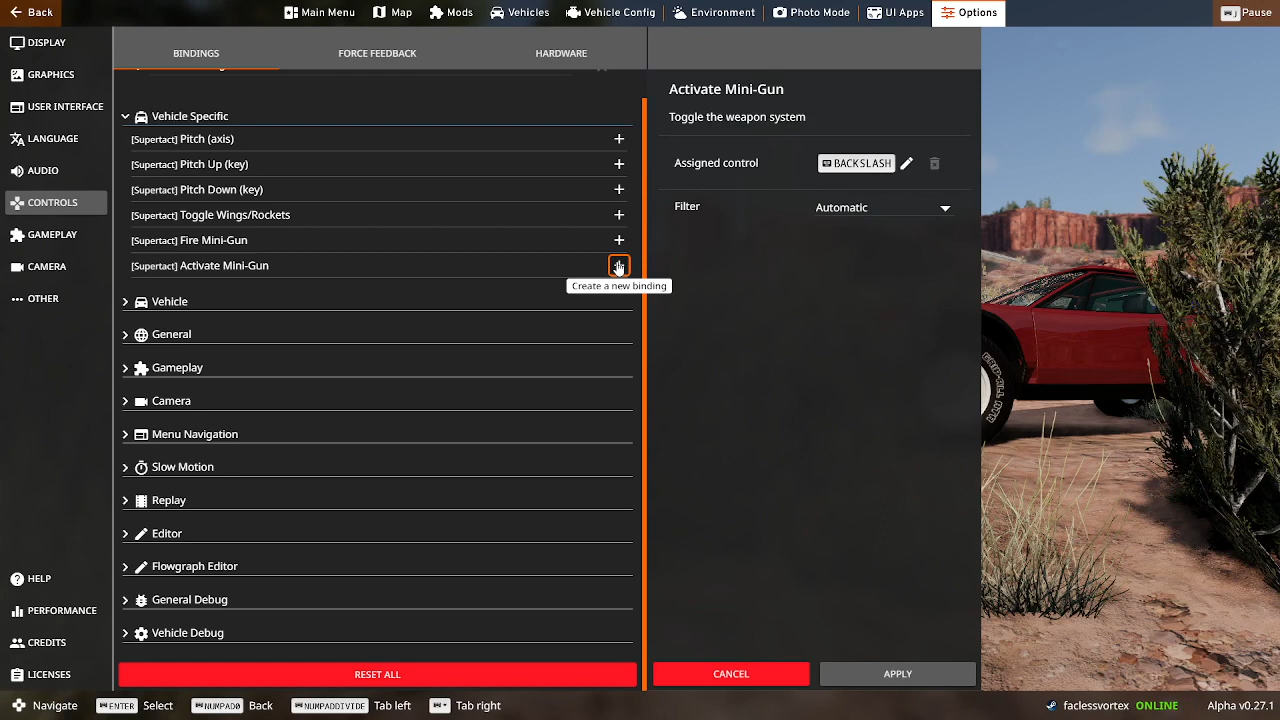 Back
Main Menu
Map
Mods
Vehicles
Vehicle Config
Environment
Photo Mode
UI Apps
Options
J Pause
DISPLAY
GRAPHICS
USER INTERFACE
LANGUAGE
AUDIO
CONTROLS
GAMEPLAY
CAMERA
OTHER
HELP
PERFORMANCE
CREDITS
LICENSES
BINDINGS
FORCE FEEDBACK
HARDWARE
Vehicle Specific
[Supertact] Pitch (axis)
[Supertact] Pitch Up (key)
[Supertact] Pitch Down (key)
[Supertact] Toggle Wings/Rockets
[Supertact] Fire Mini-Gun
[Supertact] Activate Mini-Gun
Create a new binding
Vehicle
General
Gameplay
Camera
Menu Navigation
Slow Motion
Replay
Editor
Flowgraph Editor
General Debug
Vehicle Debug
RESET ALL
Activate Mini-Gun
Toggle the weapon system
Assigned control BACKSLASH
Filter Automatic
CANCEL
APPLY
GRIP-ALL
Navigate
ENTER Select
NUMPAD0 Back
NUMPADDIVIDE Tab left
Tab right
faclessvortex ONLINE
Alpha v0.27.1